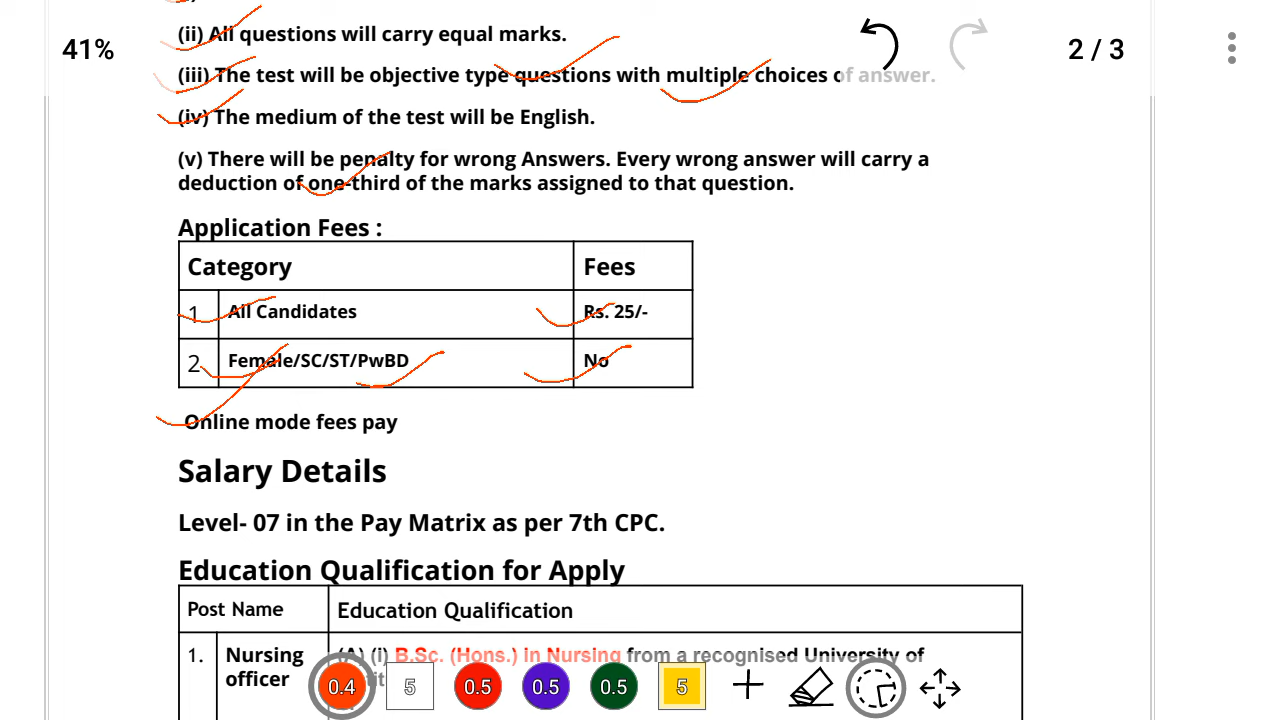 41%
2 / 3
(ii) All questions will carry equal marks.
(iii) The test will be objective type questions with multiple choices of answer.
(iv) The medium of the test will be English.
(v) There will be penalty for wrong Answers. Every wrong answer will carry a
deduction of one-third of the marks assigned to that question.
Application Fees :
Category Fees
1 All Candidates Rs. 25/-
2 Female/SC/ST/PwBD No
Online mode fees pay
Salary Details
Level- 07 in the Pay Matrix as per 7th CPC.
Education Qualification for Apply
Post Name Education Qualification
1. Nursing (A) (i) B.Sc. (Hons.) in Nursing from a recognised University of
officer
0.4 5 0.5 0.5 0.5 5